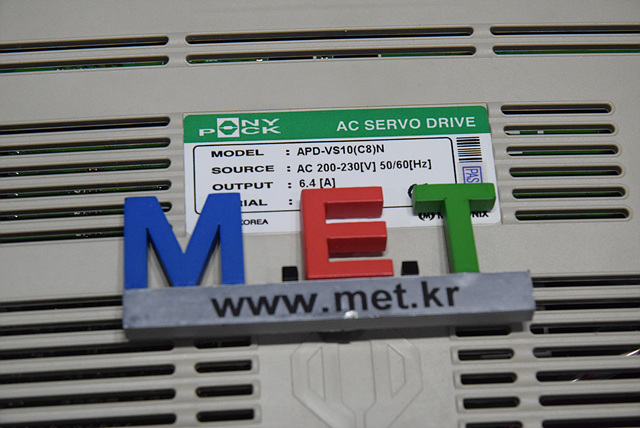 PONY POCK
AC SERVO DRIVE
MODEL : APD-VS10(C8)N
SOURCE : AC 200-230[V] 50/60[Hz]
OUTPUT : 6.4 [A]
KOREA
M.E.T
www.met.kr